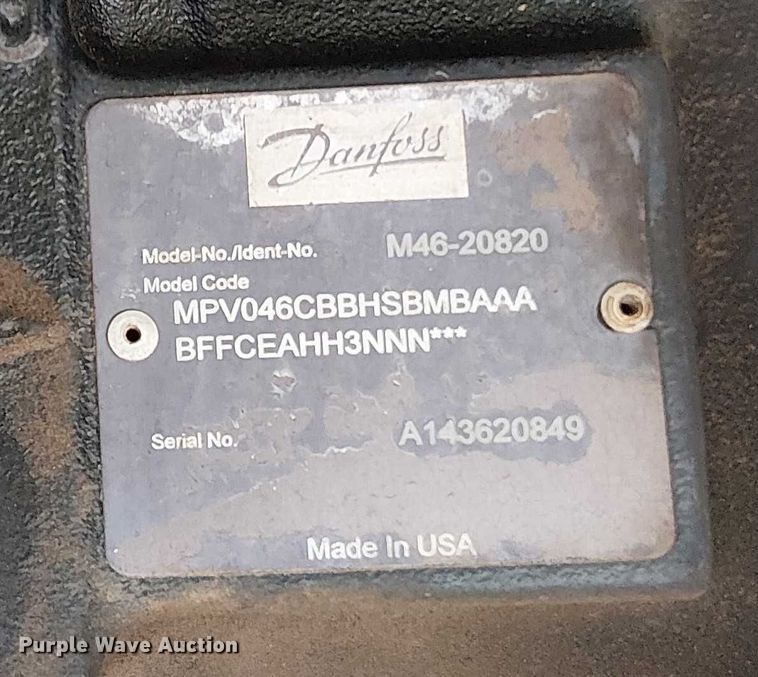 Danfoss
Model-No./Ident-No. M46-20820
Model Code
MPV046CBBHSBMBAAA
BFFCEAHH3NNN***
Serial No. A143620849
Made In USA
Purple Wave Auction